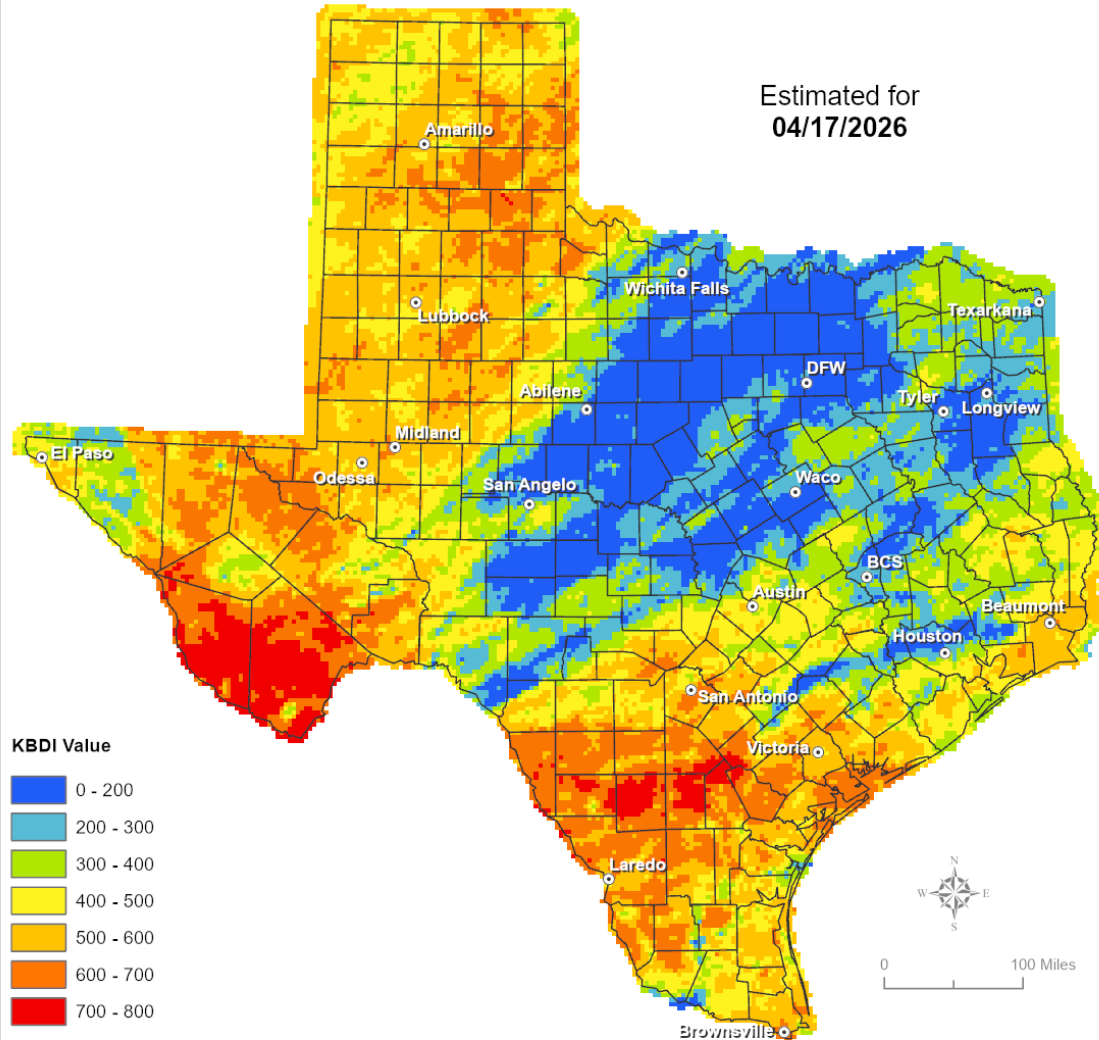 Estimated for
04/17/2026
Amarillo
Wichita Falls
Lubbock
Texarkana
DFW
Abilene
Tyler
Longview
Midland
El Paso
Odessa
San Angelo
Waco
BCS
Austin
Beaumont
Houston
San Antonio
Victoria
Laredo
Brownsville
KBDI Value
0 - 200
200 - 300
300 - 400
400 - 500
500 - 600
600 - 700
700 - 800
N
W E
S
0 100 Miles